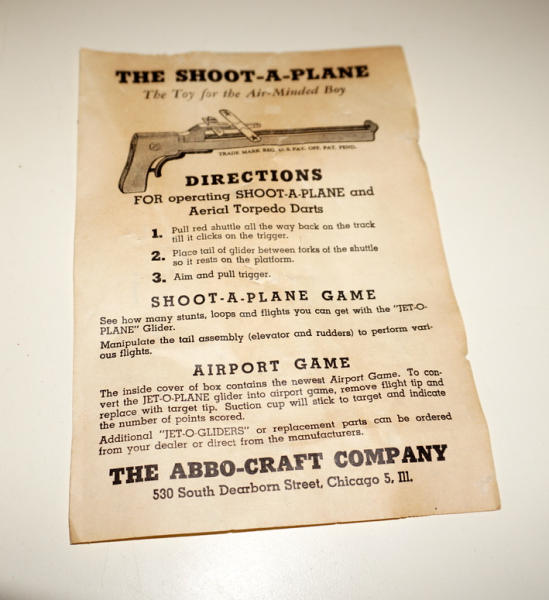 THE SHOOT-A-PLANE
The Toy for the Air-Minded Boy
TRADE MARK REG. U.S. PAT. OFF. PAT. PEND.
DIRECTIONS
FOR operating SHOOT-A-PLANE and
Aerial Torpedo Darts
1. Pull red shuttle all the way back on the track
till it clicks on the trigger.
2. Place tail of glider between forks of the shuttle
so it rests on the platform.
3. Aim and pull trigger.
SHOOT-A-PLANE GAME
See how many stunts, loops and flights you can get with the "JET-O-
PLANE" Glider.
Manipulate the tail assembly (elevator and rudders) to perform vari-
ous flights.
AIRPORT GAME
The inside cover of box contains the newest Airport Game. To con-
vert the JET-O-PLANE glider into airport game, remove flight tip and
replace with target tip. Suction cup will stick to target and indicate
the number of points scored.
Additional "JET-O-GLIDERS" or replacement parts can be ordered
from your dealer or direct from the manufacturers.
THE ABBO-CRAFT COMPANY
530 South Dearborn Street, Chicago 5, Ill.